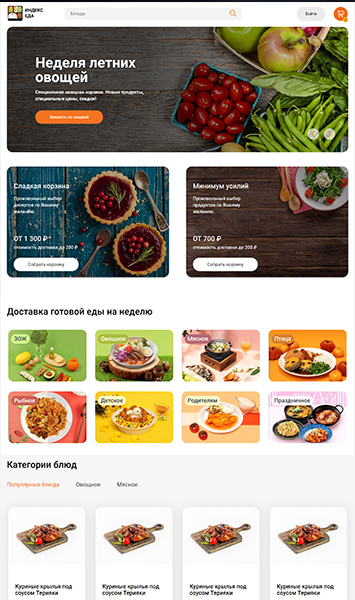 ИНДЕКС
ЕДА
Блюда
Войти
Неделя летних
овощей
Специальная овощная корзина. Новые продукты,
специальные цены, скидки!
Заказать со скидкой
Сладкая корзина
Произвольный выбор
десертов по Вашему
желанию.
ОТ 1 300 ₽*
стоимость доставки до 200 ₽
Собрать корзину
Минимум усилий
Произвольный выбор
продуктов по Вашему
желанию.
ОТ 700 ₽
стоимость доставки до 200 ₽
Собрать корзину
Доставка готовой еды на неделю
ЗОЖ
Овощное
Мясное
Птица
Рыбное
Детское
Родителям
Праздничное
Категории блюд
Популярные блюда
Овощное
Мясное
Куриные крылья под
соусом Терияки
Куриные крылья под
соусом Терияки
Куриные крылья под
соусом Терияки
Куриные крылья под
соусом Терияки